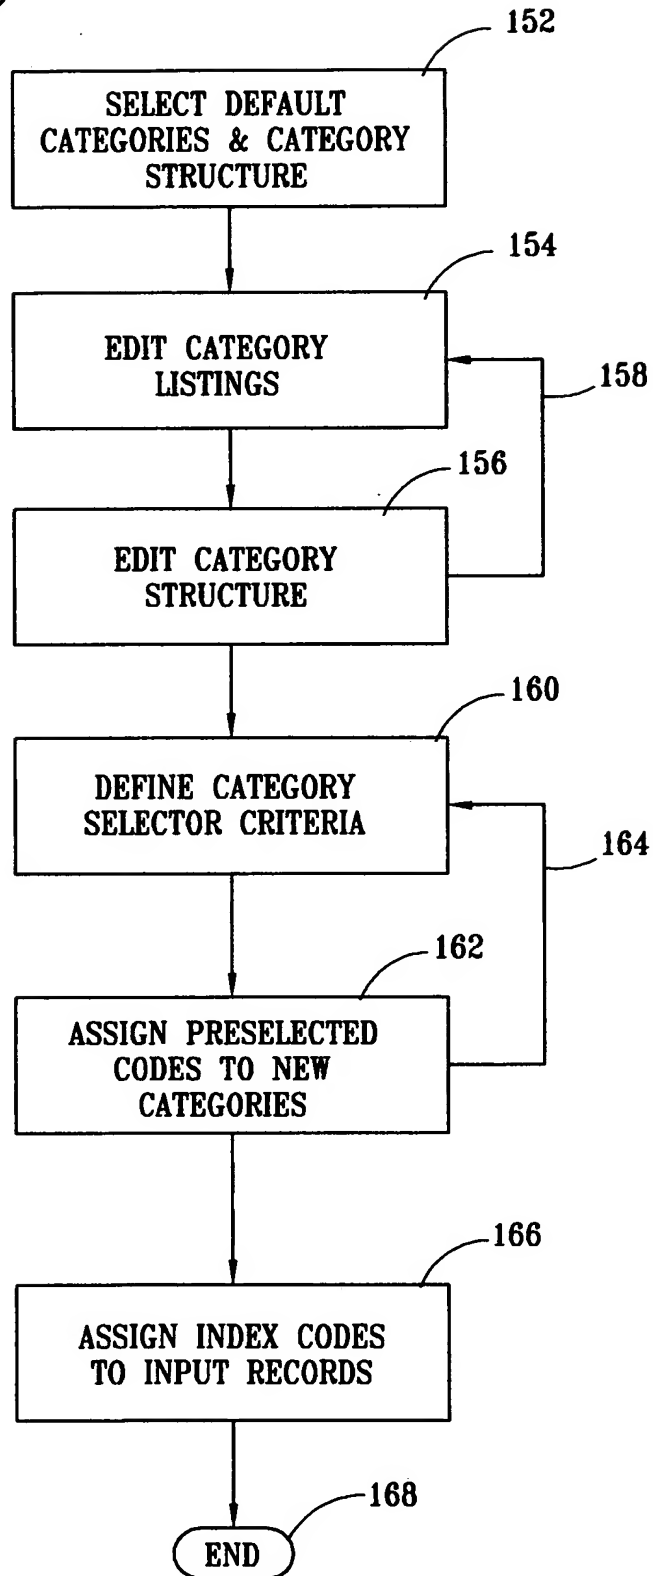 152
SELECT DEFAULT
CATEGORIES & CATEGORY
STRUCTURE
154
EDIT CATEGORY
LISTINGS
158
156
EDIT CATEGORY
STRUCTURE
160
DEFINE CATEGORY
SELECTOR CRITERIA
164
162
ASSIGN PRESELECTED
CODES TO NEW
CATEGORIES
166
ASSIGN INDEX CODES
TO INPUT RECORDS
168
END